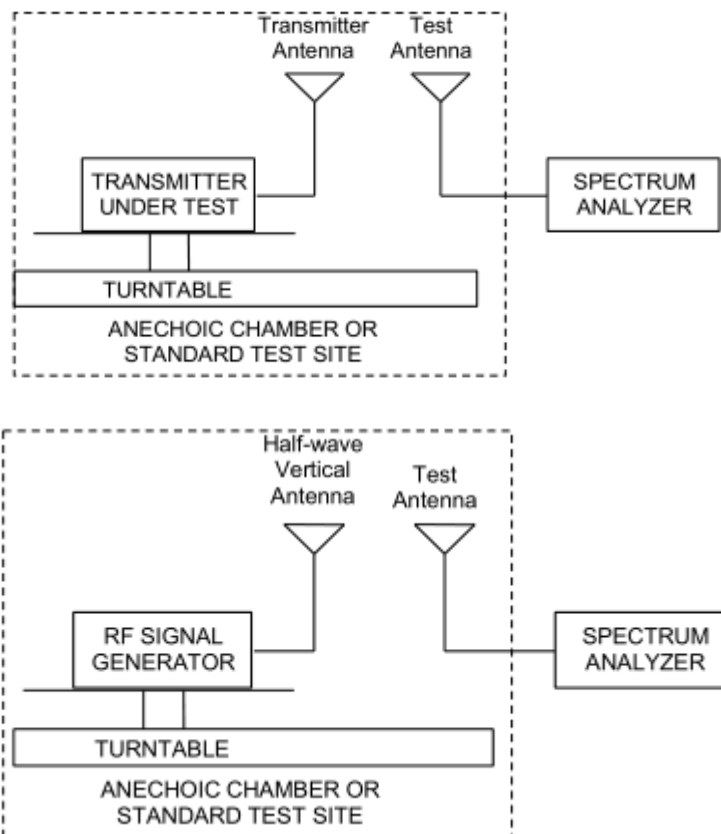 Transmitter
Antenna
Test
Antenna
TRANSMITTER
UNDER TEST
SPECTRUM
ANALYZER
TURNTABLE
ANECHOIC CHAMBER OR
STANDARD TEST SITE
Half-wave
Vertical
Antenna
Test
Antenna
RF SIGNAL
GENERATOR
SPECTRUM
ANALYZER
TURNTABLE
ANECHOIC CHAMBER OR
STANDARD TEST SITE